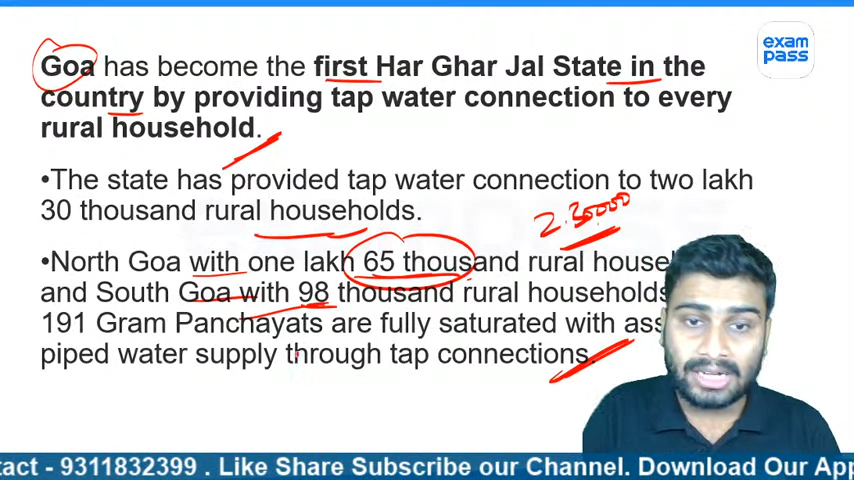 exam
pass
Goa has become the first Har Ghar Jal State in the
country by providing tap water connection to every
rural household.
•The state has provided tap water connection to two lakh
30 thousand rural households.
2.30000
•North Goa with one lakh 65 thousand rural
and South Goa with 98 thousand rural households
191 Gram Panchayats are fully saturated with
piped water supply through tap connections.
tact - 9311832399 . Like Share Subscribe our Channel. Download Our App